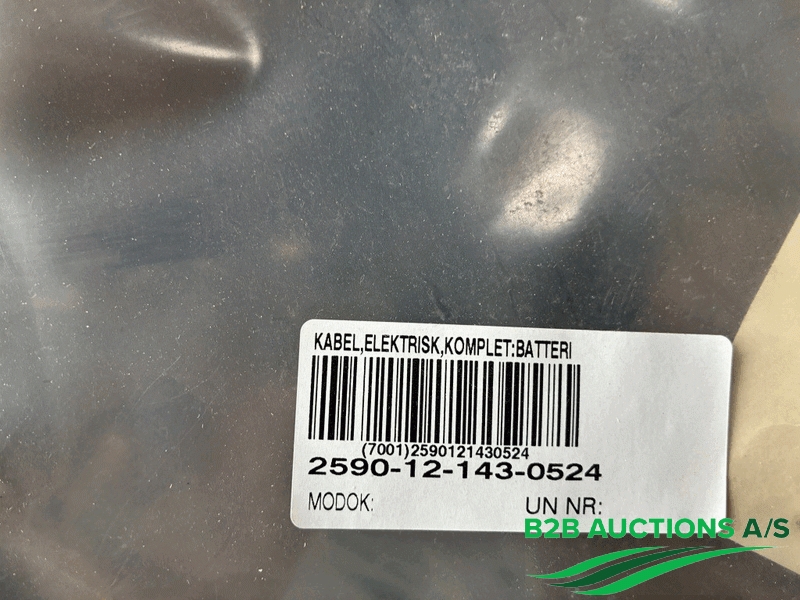 KABEL,ELEKTRISK,KOMPLET:BATTERI
(7001)2590121430524
2590-12-143-0524
MODOK:
UN NR:
B2B AUCTIONS A/S